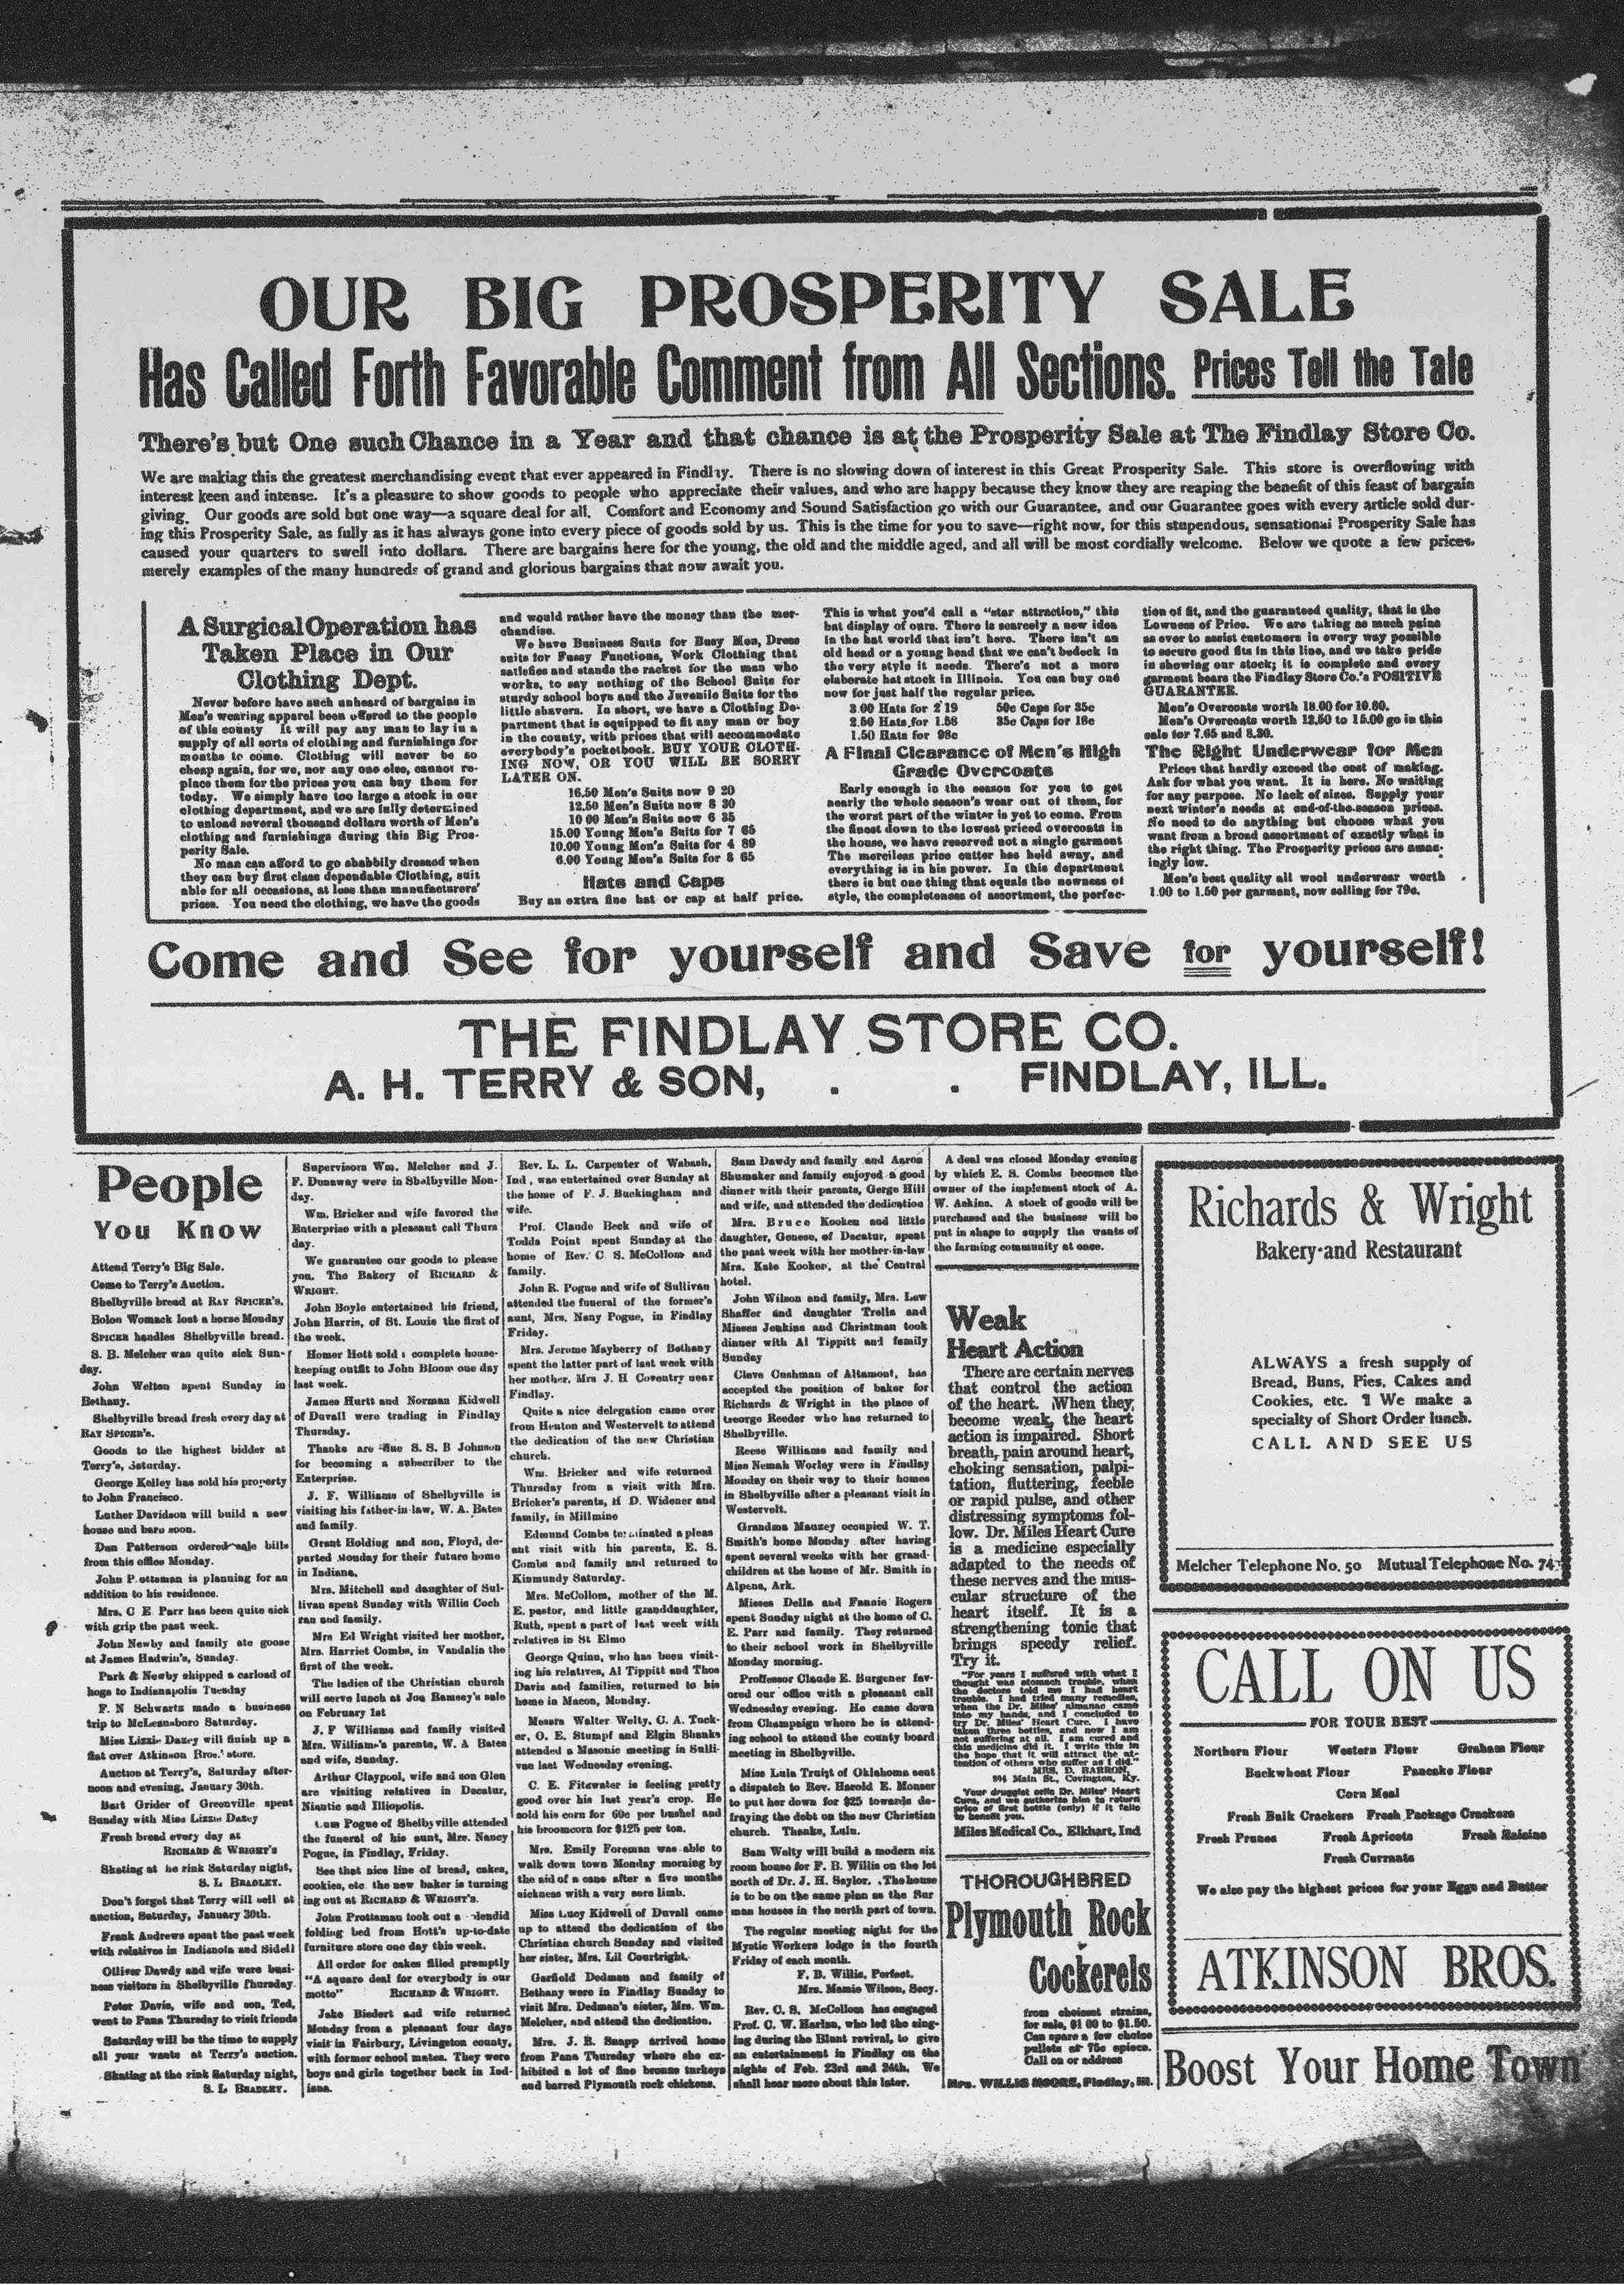 OUR BIG PROSPERITY SALE
Has Called Forth Favorable Comment from All Sections. Prices Tell the Tale
There's but One such Chance in a Year and that chance is at the Prosperity Sale at The Findlay Store Co.
We are making this the greatest merchandising event that ever appeared in Findlay. There is no slowing down of interest in this Great Prosperity Sale. This store is overflowing with
interest keen and intense. It's a pleasure to show goods to people who appreciate their values, and who are happy because they know they are reaping the benefit of this feast of bargain
giving. Our goods are sold but one way—a square deal for all. Comfort and Economy and Sound Satisfaction go with our Guarantee, and our Guarantee goes with every article sold dur-
ing this Prosperity Sale, as fully as it has always gone into every piece of goods sold by us. This is the time for you to save—right now, for this stupendous, sensational Prosperity Sale has
caused your quarters to swell into dollars. There are bargains here for the young, the old and the middle aged, and all will be most cordially welcome. Below we quote a few prices,
merely examples of the many hundreds of grand and glorious bargains that now await you.
A Surgical Operation has
Taken Place in Our
Clothing Dept.
Never before have such unheard of bargains in
Men's wearing apparel been offered to the people
of this county It will pay any man to lay in a
supply of all sorts of clothing and furnishings for
months to come. Clothing will never be so
cheap again, for we, nor any one else, cannot re-
place them for the prices you can buy them for
today. We simply have too large a stock in our
clothing department, and we are fully determined
to unload several thousand dollars worth of Men's
clothing and furnishings during this Big Pros-
perity Sale.
No man can afford to go shabbily dressed when
they can buy first class dependable Clothing, suit
able for all occasions, at less than manufacturers'
prices. You need the clothing, we have the goods
and would rather have the money than the mer-
chandise.
We have Business Suits for Busy Men, Dress
suits for Fussy Functions, Work Clothing that
satisfies and stands the racket for the man who
works, to say nothing of the School Suits for
sturdy school boys and the Juvenile Suits for the
little shavers. In short, we have a Clothing De-
partment that is equipped to fit any man or boy
in the county, with prices that will accommodate
everybody's pocketbook. BUY YOUR CLOTH-
ING NOW, OR YOU WILL BE SORRY
LATER ON.
16.50 Men's Suits now 9 20
12.50 Men's Suits now 8 30
10 00 Men's Suits now 6 35
15.00 Young Men's Suits for 7 65
10.00 Young Men's Suits for 4 89
6.00 Young Men's Suits for 3 65
Hats and Caps
Buy an extra fine hat or cap at half price.
This is what you'd call a "star attraction," this
hat display of ours. There is scarcely a new idea
in the hat world that isn't here. There isn't an
old head or a young head that we can't bedeck in
the very style it needs. There's not a more
elaborate hat stock in Illinois. You can buy one
now for just half the regular price.
3.00 Hats for 2 19 50c Caps for 35c
2.50 Hats for 1.58 35c Caps for 18c
1.50 Hats for 98c
A Final Clearance of Men's High
Grade Overcoats
Early enough in the season for you to get
nearly the whole season's wear out of them, for
the worst part of the winter is yet to come. From
the finest down to the lowest priced overcoats in
the house, we have reserved not a single garment
The merciless price cutter has held sway, and
everything is in his power. In this department
there is but one thing that equals the newness of
style, the completeness of assortment, the perfec-
tion of fit, and the guaranteed quality, that is the
Lowness of Price. We are taking as much pains
as ever to assist customers in every way possible
to secure good fits in this line, and we take pride
in showing our stock; it is complete and every
garment bears the Findlay Store Co.'s POSITIVE
GUARANTEE.
Men's Overcoats worth 18.00 for 10.80.
Men's Overcoats worth 12.50 to 15.00 go in this
sale for 7.65 and 8.30.
The Right Underwear for Men
Prices that hardly exceed the cost of making.
Ask for what you want. It is here. No waiting
for any purpose. No lack of sizes. Supply your
next winter's needs at end-of-the-season prices.
No need to do anything but choose what you
want from a broad assortment of exactly what is
the right thing. The Prosperity prices are amaz-
ingly low.
Men's best quality all wool underwear worth
1.00 to 1.50 per garment, now selling for 79c.
Come and See for yourself and Save for yourself!
THE FINDLAY STORE CO.
A. H. TERRY & SON, . . FINDLAY, ILL.
People
You Know
Attend Terry's Big Sale.
Come to Terry's Auction.
Shelbyville bread at RAY SPICER'S.
Bolon Womack lost a horse Monday
SPICER handles Shelbyville bread.
S. B. Melcher was quite sick Sun-
day.
John Welton spent Sunday in
Bethany.
Shelbyville bread fresh every day at
RAY SPICER'S.
Goods to the highest bidder at
Terry's, Saturday.
George Kelley has sold his property
to John Francisco.
Luther Davidson will build a new
house and barn soon.
Dan Patterson ordered sale bills
from this office Monday.
John P ottsman is planning for an
addition to his residence.
Mrs. C E Parr has been quite sick
with grip the past week.
John Newby and family ate goose
at James Hadwin's, Sunday.
Park & Newby shipped a carload of
hogs to Indianapolis Tuesday
F. N Schwartz made a business
trip to McLeansboro Saturday.
Miss Lizzie Dazey will finish up a
flat over Atkinson Bros.' store.
Auction at Terry's, Saturday after-
noon and evening, January 30th.
Bart Grider of Greenville spent
Sunday with Miss Lizzie Dazey
Fresh bread every day at
RICHARD & WRIGHT'S
Skating at he rink Saturday night,
S. L BRADLEY.
Don't forget that Terry will sell at
auction, Saturday, January 30th.
Frank Andrews spent the past week
with relatives in Indianola and Sidell
Olliver Dawdy and wife were busi-
ness visitors in Shelbyville Thursday.
Peter Davis, wife and son, Ted,
went to Pana Thursday to visit friends
Saturday will be the time to supply
all your wants at Terry's auction.
Skating at the rink Saturday night,
S. L BRADLEY.
Supervisors Wm. Melcher and J.
F. Dunaway were in Shelbyville Mon-
day.
Wm. Bricker and wife favored the
Enterprise with a pleasant call Thurs
day.
We guarantee our goods to please
you. The Bakery of RICHARD &
WRIGHT.
John Boyle entertained his friend,
John Harris, of St. Louis the first of
the week.
Homer Hott sold a complete house-
keeping outfit to John Bloom one day
last week.
James Hurtt and Norman Kidwell
of Duvall were trading in Findlay
Thursday.
Thanks are due S. S. B Johnson
for becoming a subscriber to the
Enterprise.
J. F. Williams of Shelbyville is
visiting his father-in-law, W. A. Bates
and family.
Grant Holding and son, Floyd, de-
parted Monday for their future home
in Indiana.
Mrs. Mitchell and daughter of Sul-
livan spent Sunday with Willis Coch
ran and family.
Mrs Ed Wright visited her mother,
Mrs. Harriet Combs, in Vandalia the
first of the week.
The ladies of the Christian church
will serve lunch at Jon Ramsey's sale
on February 1st
J. F Williams and family visited
Mrs. William's parents, W. A Bates
and wife, Sunday.
Arthur Claypool, wife and son Glen
are visiting relatives in Decatur,
Niantic and Illiopolis.
Pogue of Shelbyville attended
the funeral of his aunt, Mrs. Nancy
Pogue, in Findlay, Friday.
See that nice line of bread, cakes,
cookies, etc. the new baker is turning
ing out at RICHARD & WRIGHT'S.
John Prottsman took out a splendid
folding bed from Hott's up-to-date
furniture store one day this week.
All order for cakes filled promptly
"A square deal for everybody is our
motto" RICHARD & WRIGHT.
Jake Biedert and wife returned
Monday from a pleasant four days
visit in Fairbury, Livingston county,
with former school mates. They were
boys and girls together back in Ind-
iana.
Rev. L. L. Carpenter of Wabash,
Ind, was entertained over Sunday at
the home of F. J. Buckingham and
wife.
Prof. Claude Beck and wife of
Todds Point spent Sunday at the
home of Rev. C. S. McCollom and
family.
John R. Pogue and wife of Sullivan
attended the funeral of the former's
aunt, Mrs. Nany Pogue, in Findlay
Friday.
Mrs. Jerome Mayberry of Bethany
spent the latter part of last week with
her mother, Mrs J. H Coventry near
Findlay.
Quite a nice delegation came over
from Henton and Westervelt to attend
the dedication of the new Christian
church.
Wm. Bricker and wife returned
Thursday from a visit with Mrs.
Bricker's parents, H D. Widener and
family, in Millmine
Edmund Combs terminated a pleas
ant visit with his parents, E. S.
Combs and family and returned to
Kinmundy Saturday.
Mrs. McCollom, mother of the M.
E. pastor, and little granddaughter,
Ruth, spent a part of last week with
relatives in St Elmo
George Quinn, who has been visit-
ing his relatives, Al Tippitt and Thos
Davis and families, returned to his
home in Macon, Monday.
Messrs Walter Welty, C. A. Tuck-
er, O. E. Stumpf and Elgin Shanks
attended a Masonic meeting in Sulli-
van last Wednesday evening.
C. E. Fitzwater is feeling pretty
good over his last year's crop. He
sold his corn for 60c per bushel and
his broomcorn for $125 per ton.
Mrs. Emily Foreman was able to
walk down town Monday morning by
the aid of a cane after a five months
sickness with a very sore limb.
Miss Lucy Kidwell of Duvall came
up to attend the dedication of the
Christian church Sunday and visited
her sister, Mrs. Lil Courtright.
Garfield Dedman and family of
Bethany were in Findlay Sunday to
visit Mrs. Dedman's sister, Mrs. Wm.
Melcher, and attend the dedication.
Mrs. J. B. Snapp arrived home
from Pana Thursday where she ex-
hibited a lot of fine bronze turkeys
and barred Plymouth rock chickens.
Sam Dawdy and family and Aaron
Shumaker and family enjoyed a good
dinner with their parents, Gerge Hill
and wife, and attended the dedication
Mrs. Bruce Kooken and little
daughter, Genese, of Decatur, spent
the past week with her mother-in-law
Mrs. Kate Kooken, at the Central
hotel.
John Wilson and family, Mrs. Lew
Shaffer and daughter Trella and
Misses Jenkins and Christman took
dinner with Al Tippitt and family
Sunday
Clave Cushman of Altamont, has
accepted the position of baker for
Richards & Wright in the place of
George Reeder who has returned to
Shelbyville.
Reese Williams and family and
Miss Nemah Worley were in Findlay
Monday on their way to their homes
in Shelbyville after a pleasant visit in
Westervelt.
Grandma Mauzey occupied W. T.
Smith's home Monday after having
spent several weeks with her grand-
children at the home of Mr. Smith in
Alpena, Ark.
Misses Della and Fannie Rogers
spent Sunday night at the home of C.
E. Parr and family. They returned
to their school work in Shelbyville
Monday morning.
Proffessor Claude E. Burgener fav-
ored our office with a pleasant call
Wednesday evening. He came down
from Champaign where he is attend-
ing school to attend the county board
meeting in Shelbyville.
Miss Lula Truitt of Oklahoma sent
a dispatch to Rev. Harold E. Monser
to put her down for $25 towards de-
fraying the debt on the new Christian
church. Thanks, Lulu.
Sam Welty will build a modern six
room house for F. B. Willis on the lot
north of Dr. J. H. Saylor. The house
is to be on the same plan as the Sur
man houses in the north part of town.
The regular meeting night for the
Mystic Workers lodge is the fourth
Friday of each month.
F. B. Willis, Perfect.
Mrs. Mamie Wilson, Secy.
Rev. C. S. McCollom has engaged
Prof. C. W. Harlan, who led the sing-
ing during the Blunt revival, to give
an entertainment in Findlay on the
nights of Feb. 23rd and 24th. We
shall hear more about this later.
A deal was closed Monday evening
by which E. S. Combs becomes the
owner of the implement stock of A.
W. Askins. A stock of goods will be
purchased and the business will be
put in shape to supply the wants of
the farming community at once.
Weak
Heart Action
There are certain nerves
that control the action
of the heart. When they
become weak, the heart
action is impaired. Short
breath, pain around heart,
choking sensation, palpi-
tation, fluttering, feeble
or rapid pulse, and other
distressing symptoms fol-
low. Dr. Miles Heart Cure
is a medicine especially
adapted to the needs of
these nerves and the mus-
cular structure of the
heart itself. It is a
strengthening tonic that
brings speedy relief.
Try it.
"For years I suffered with what I
thought was stomach trouble, when
the doctors told me I had heart
trouble. I had tried many remedies,
when the Dr. Miles' almanac came
into my hands, and I concluded to
try Dr. Miles' Heart Cure. I have
taken three bottles, and now I am
not suffering at all. I am cured and
this medicine did it. I write this in
the hope that it will attract the at-
tention of others who suffer as I did."
MRS. D. BARRON,
804 Main St., Covington, Ky.
Your druggist sells Dr. Miles' Heart
Cure, and we authorize him to return
price of first bottle (only) if it fails
to benefit you.
Miles Medical Co., Elkhart, Ind
THOROUGHBRED
Plymouth Rock
Cockerels
from choicest strains,
for sale, $1 00 to $1.50.
Can spare a few choice
pullets at 75c apiece.
Call on or address
Mrs. WILLIS MOORE, Findlay, Ill.
Richards & Wright
Bakery and Restaurant
ALWAYS a fresh supply of
Bread, Buns, Pies, Cakes and
Cookies, etc. ¶ We make a
specialty of Short Order lunch.
CALL AND SEE US
Melcher Telephone No. 50 Mutual Telephone No. 74
CALL ON US
FOR YOUR BEST
Northern Flour Western Flour Graham Flour
Buckwheat Flour Pancake Flour
Corn Meal
Fresh Bulk Crackers Fresh Package Crackers
Fresh Prunes Fresh Apricots Fresh Raisins
Fresh Currants
We also pay the highest prices for your Eggs and Butter
ATKINSON BROS.
Boost Your Home Town